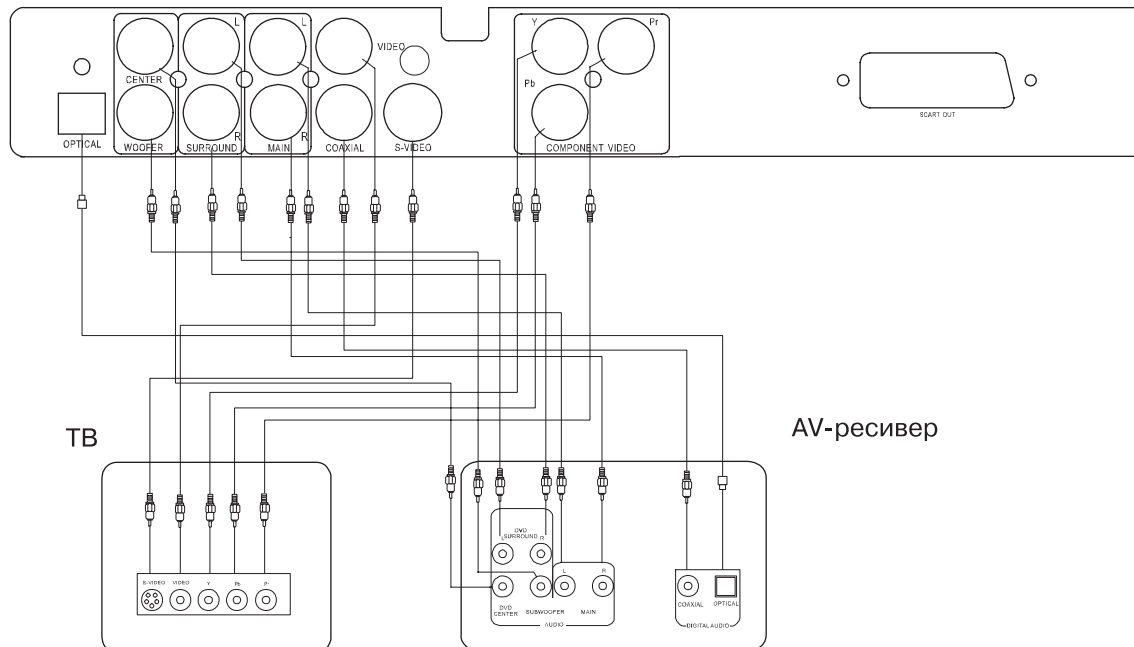 L
L
VIDEO
Y
Pr
CENTER
Pb
R
R
OPTICAL
WOOFER
SURROUND
MAIN
COAXIAL
S-VIDEO
COMPONENT VIDEO
SCART OUT
ТВ
AV-ресивер
S-VIDEO
VIDEO
Y
Pb
Pr
DVD
SURROUND
L
R
L
R
DVD
CENTER
SUBWOOFER
MAIN
AUDIO
COAXIAL
OPTICAL
DIGITAL AUDIO